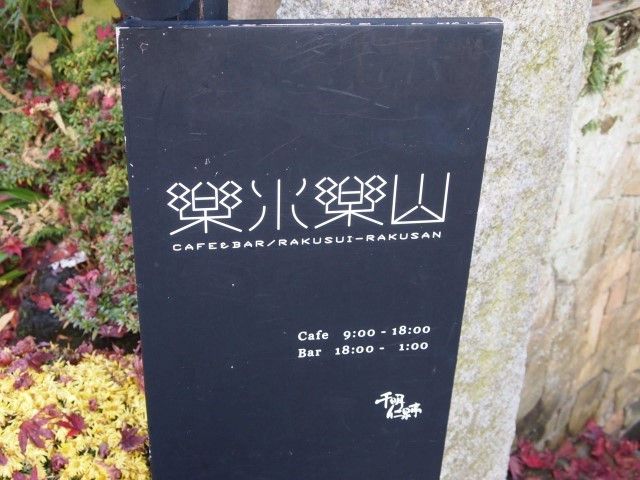 樂水樂山
CAFE&BAR/RAKUSUI-RAKUSAN
Cafe 9:00 - 18:00
Bar 18:00 - 1:00